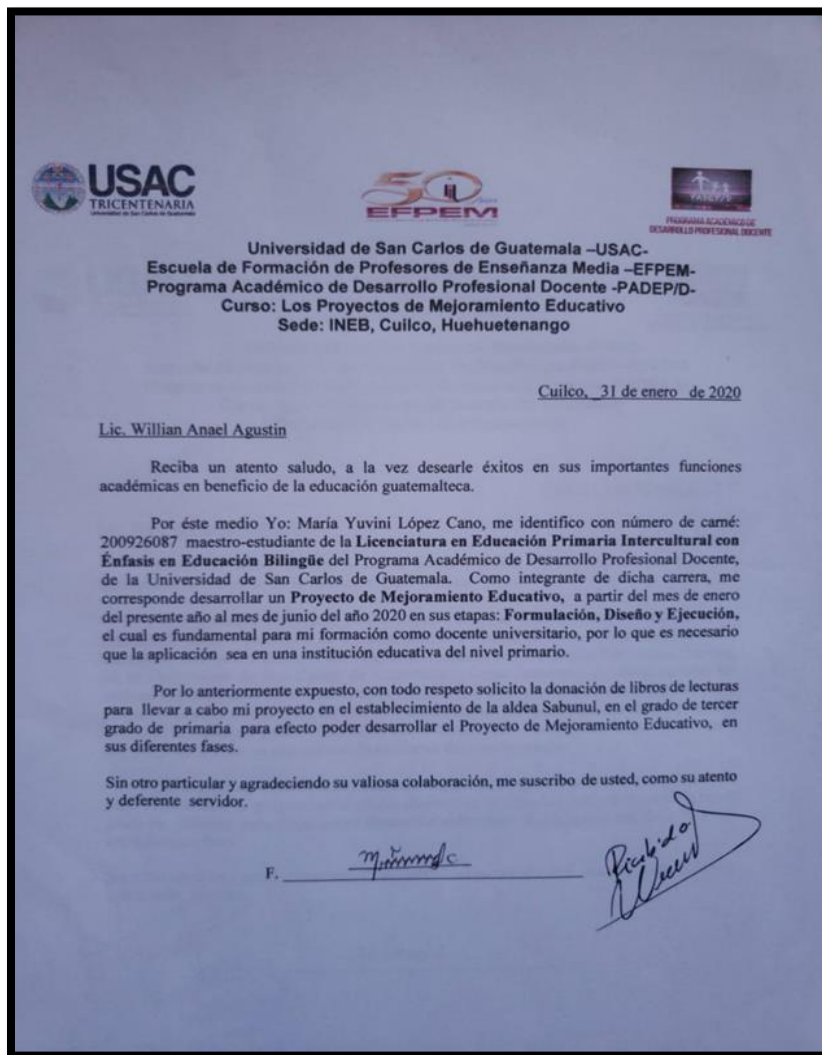 USAC
TRICENTENARIA
Universidad de San Carlos de Guatemala
50 años
EFPEM
PADEP/D
PROGRAMA ACADÉMICO DE
DESARROLLO PROFESIONAL DOCENTE
Universidad de San Carlos de Guatemala –USAC-
Escuela de Formación de Profesores de Enseñanza Media –EFPEM-
Programa Académico de Desarrollo Profesional Docente -PADEP/D-
Curso: Los Proyectos de Mejoramiento Educativo
Sede: INEB, Cuilco, Huehuetenango
Cuilco, _31 de enero de 2020
Lic. Willian Anael Agustin
Reciba un atento saludo, a la vez desearle éxitos en sus importantes funciones
académicas en beneficio de la educación guatemalteca.
Por éste medio Yo: María Yuvini López Cano, me identifico con número de carné:
200926087 maestro-estudiante de la Licenciatura en Educación Primaria Intercultural con
Énfasis en Educación Bilingüe del Programa Académico de Desarrollo Profesional Docente,
de la Universidad de San Carlos de Guatemala. Como integrante de dicha carrera, me
corresponde desarrollar un Proyecto de Mejoramiento Educativo, a partir del mes de enero
del presente año al mes de junio del año 2020 en sus etapas: Formulación, Diseño y Ejecución,
el cual es fundamental para mi formación como docente universitario, por lo que es necesario
que la aplicación sea en una institución educativa del nivel primario.
Por lo anteriormente expuesto, con todo respeto solicito la donación de libros de lecturas
para llevar a cabo mi proyecto en el establecimiento de la aldea Sabunul, en el grado de tercer
grado de primaria para efecto poder desarrollar el Proyecto de Mejoramiento Educativo, en
sus diferentes fases.
Sin otro particular y agradeciendo su valiosa colaboración, me suscribo de usted, como su atento
y deferente servidor.
F.
Recibido